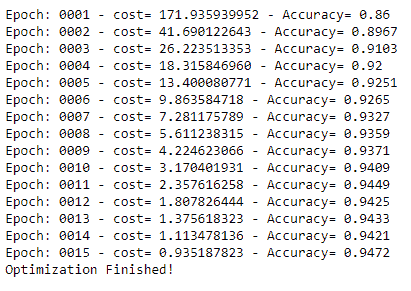 Epoch: 0001 - cost= 171.935939952 - Accuracy= 0.86
Epoch: 0002 - cost= 41.690122643 - Accuracy= 0.8967
Epoch: 0003 - cost= 26.223513353 - Accuracy= 0.9103
Epoch: 0004 - cost= 18.315846960 - Accuracy= 0.92
Epoch: 0005 - cost= 13.400080771 - Accuracy= 0.9251
Epoch: 0006 - cost= 9.863584718 - Accuracy= 0.9265
Epoch: 0007 - cost= 7.281175789 - Accuracy= 0.9327
Epoch: 0008 - cost= 5.611238315 - Accuracy= 0.9359
Epoch: 0009 - cost= 4.224623066 - Accuracy= 0.9371
Epoch: 0010 - cost= 3.170401931 - Accuracy= 0.9409
Epoch: 0011 - cost= 2.357616258 - Accuracy= 0.9449
Epoch: 0012 - cost= 1.807826444 - Accuracy= 0.9425
Epoch: 0013 - cost= 1.375618323 - Accuracy= 0.9433
Epoch: 0014 - cost= 1.113478136 - Accuracy= 0.9421
Epoch: 0015 - cost= 0.935187823 - Accuracy= 0.9472
Optimization Finished!